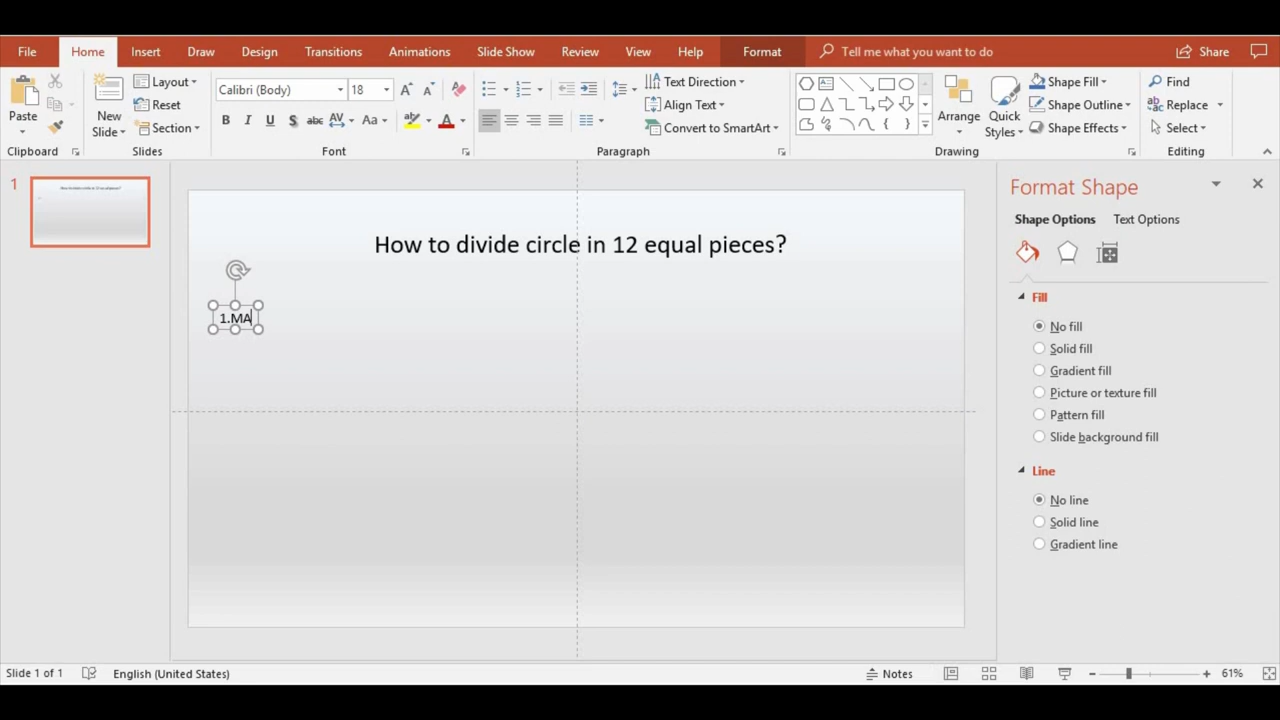 File Home Insert Draw Design Transitions Animations Slide Show Review View Help Format Tell me what you want to do Share
Paste
Clipboard
New Slide
Layout
Reset
Section
Slides
Calibri (Body) 18
B I U S abc AV Aa A
Font
Text Direction
Align Text
Convert to SmartArt
Paragraph
Arrange
Quick Styles
Shape Fill
Shape Outline
Shape Effects
Drawing
Find
Replace
Select
Editing
1
How to divide circle in 12 equal pieces?
1.MA
Format Shape
Shape Options Text Options
Fill
No fill
Solid fill
Gradient fill
Picture or texture fill
Pattern fill
Slide background fill
Line
No line
Solid line
Gradient line
Slide 1 of 1 English (United States) Notes 61%